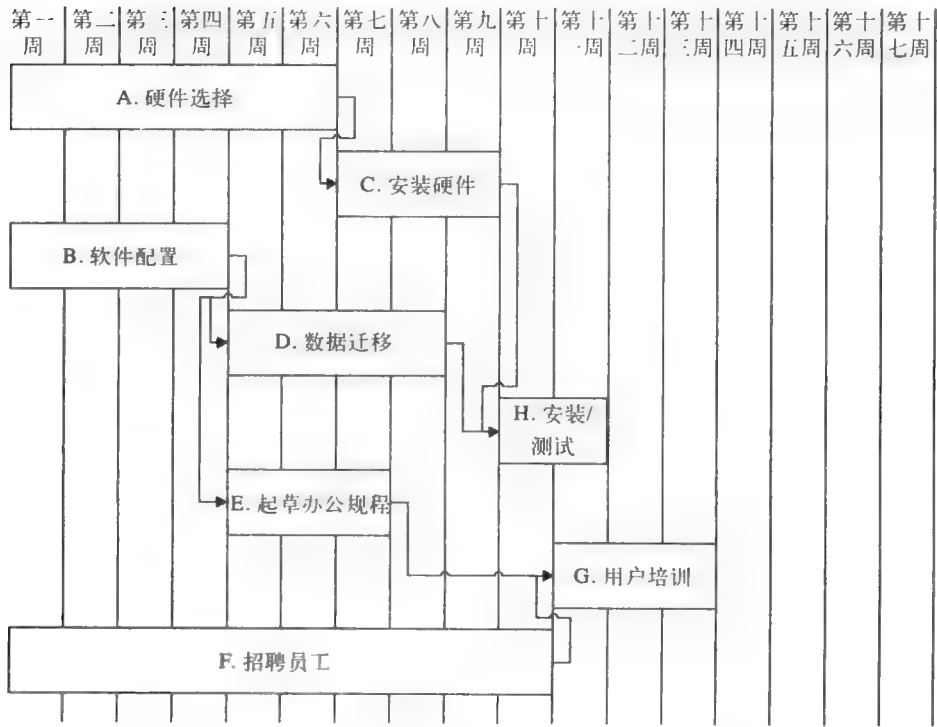 第一 第二 第三 第四 第五 第六 第七 第八 第九 第十 第十 第十 第十 第十 第十 第十 第十
周 周 周 周 周 周 周 周 周 周 一周 二周 三周 四周 五周 六周 七周
A. 硬件选择
C. 安装硬件
B. 软件配置
D. 数据迁移
H. 安装/
测试
E. 起草办公规程
G. 用户培训
F. 招聘员工